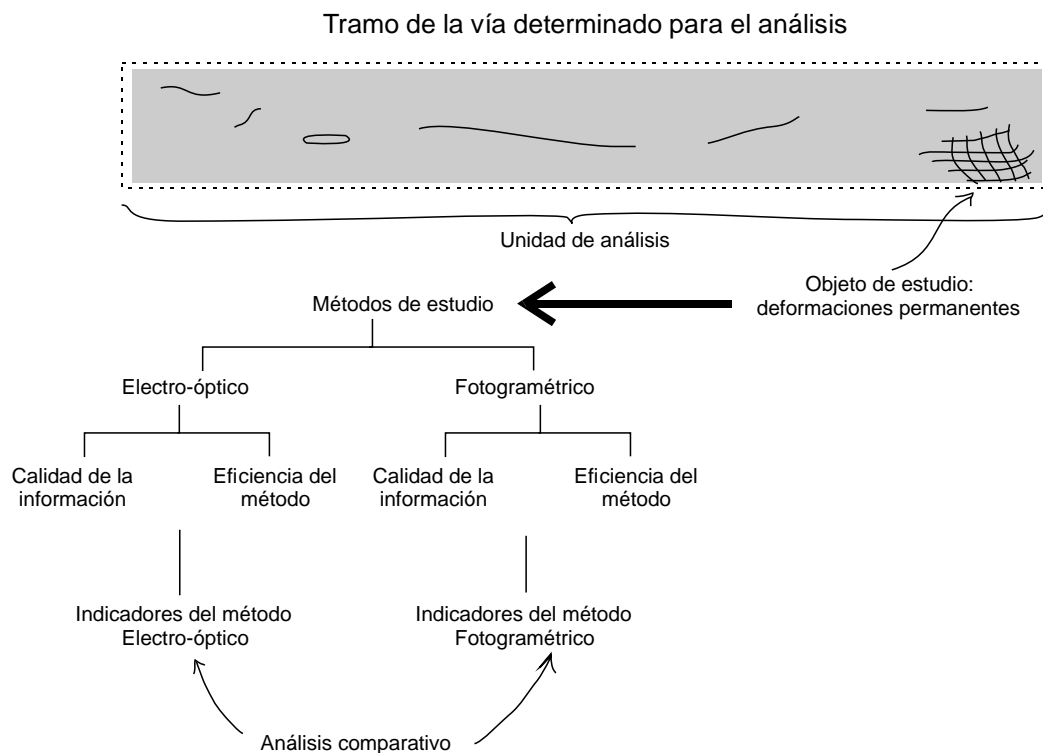 Tramo de la vía determinado para el análisis
Unidad de análisis
Objeto de estudio:
deformaciones permanentes
Métodos de estudio
Electro-óptico
Fotogramétrico
Calidad de la
información
Eficiencia del
método
Calidad de la
información
Eficiencia del
método
Indicadores del método
Electro-óptico
Indicadores del método
Fotogramétrico
Análisis comparativo